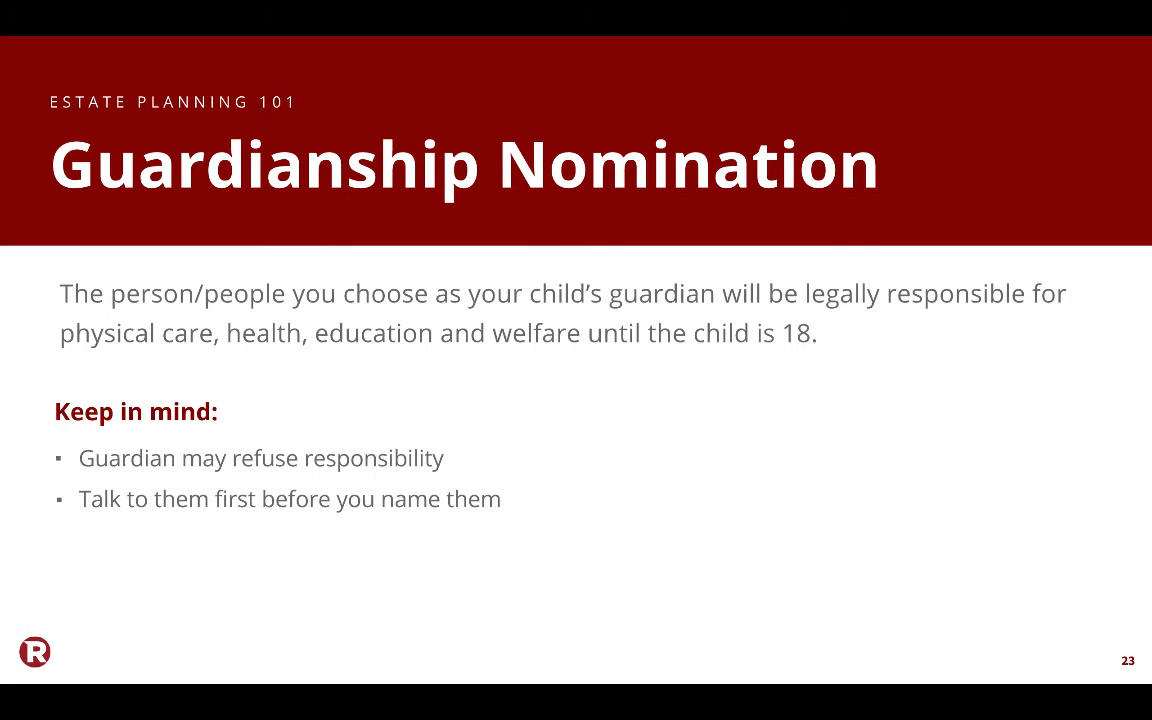 ESTATE PLANNING 101
Guardianship Nomination
The person/people you choose as your child’s guardian will be legally responsible for
physical care, health, education and welfare until the child is 18.
Keep in mind:
▪ Guardian may refuse responsibility
▪ Talk to them first before you name them
R
23